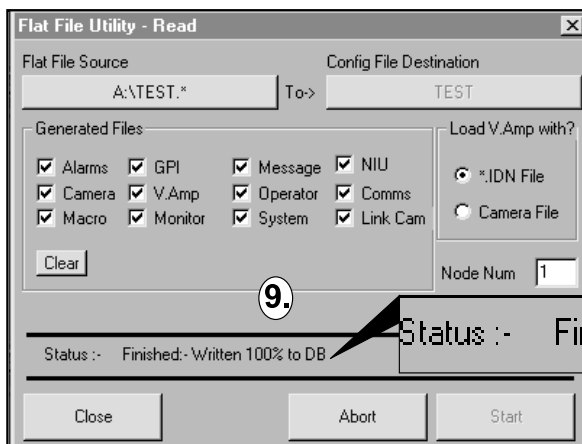 Flat File Utility - Read
Flat File Source Config File Destination
A:\TEST.* To-> TEST
Generated Files Load V.Amp with?
Alarms GPI Message NIU
*.IDN File
Camera V.Amp Operator Comms
Macro Monitor System Link Cam Camera File
Clear
Node Num 1
9.
Status :- Finished:- Written 100% to DB
Status :- Fi
Close Abort Start